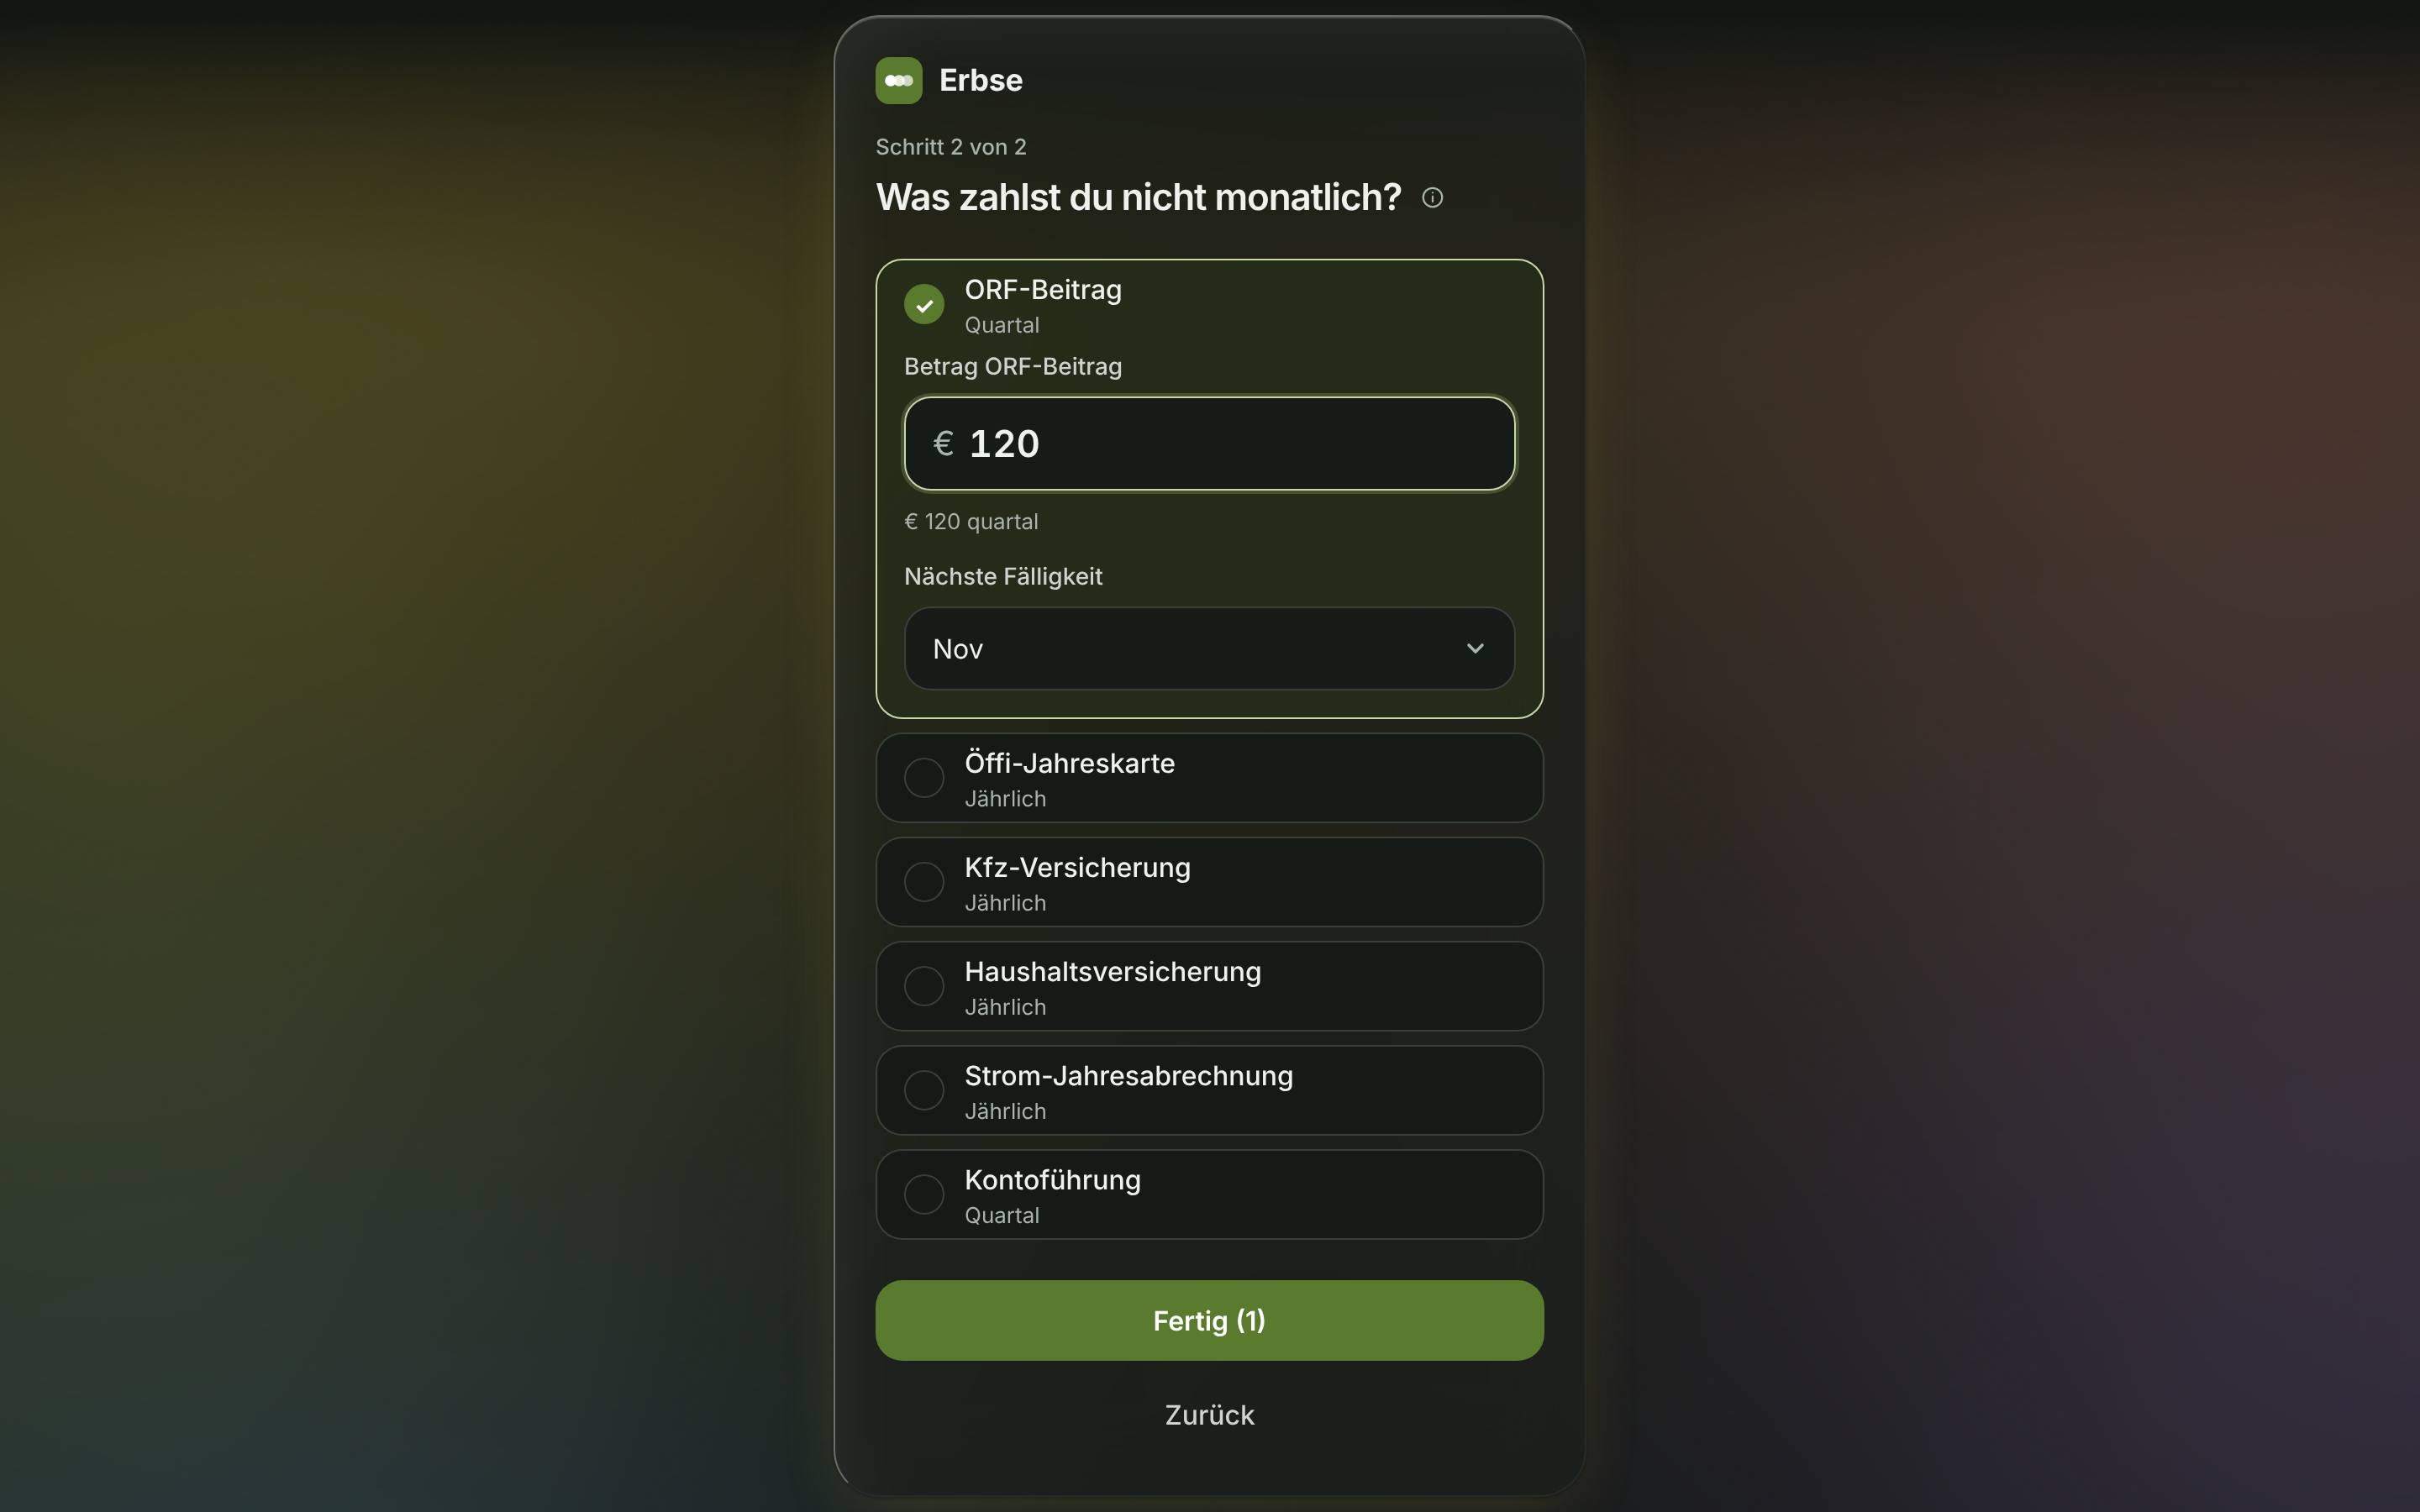 Erbse
Schritt 2 von 2
Was zahlst du nicht monatlich?
ORF-Beitrag
Quartal
Betrag ORF-Beitrag
€ 120
€ 120 quartal
Nächste Fälligkeit
Nov
Öffi-Jahreskarte
Jährlich
Kfz-Versicherung
Jährlich
Haushaltsversicherung
Jährlich
Strom-Jahresabrechnung
Jährlich
Kontoführung
Quartal
Fertig (1)
Zurück